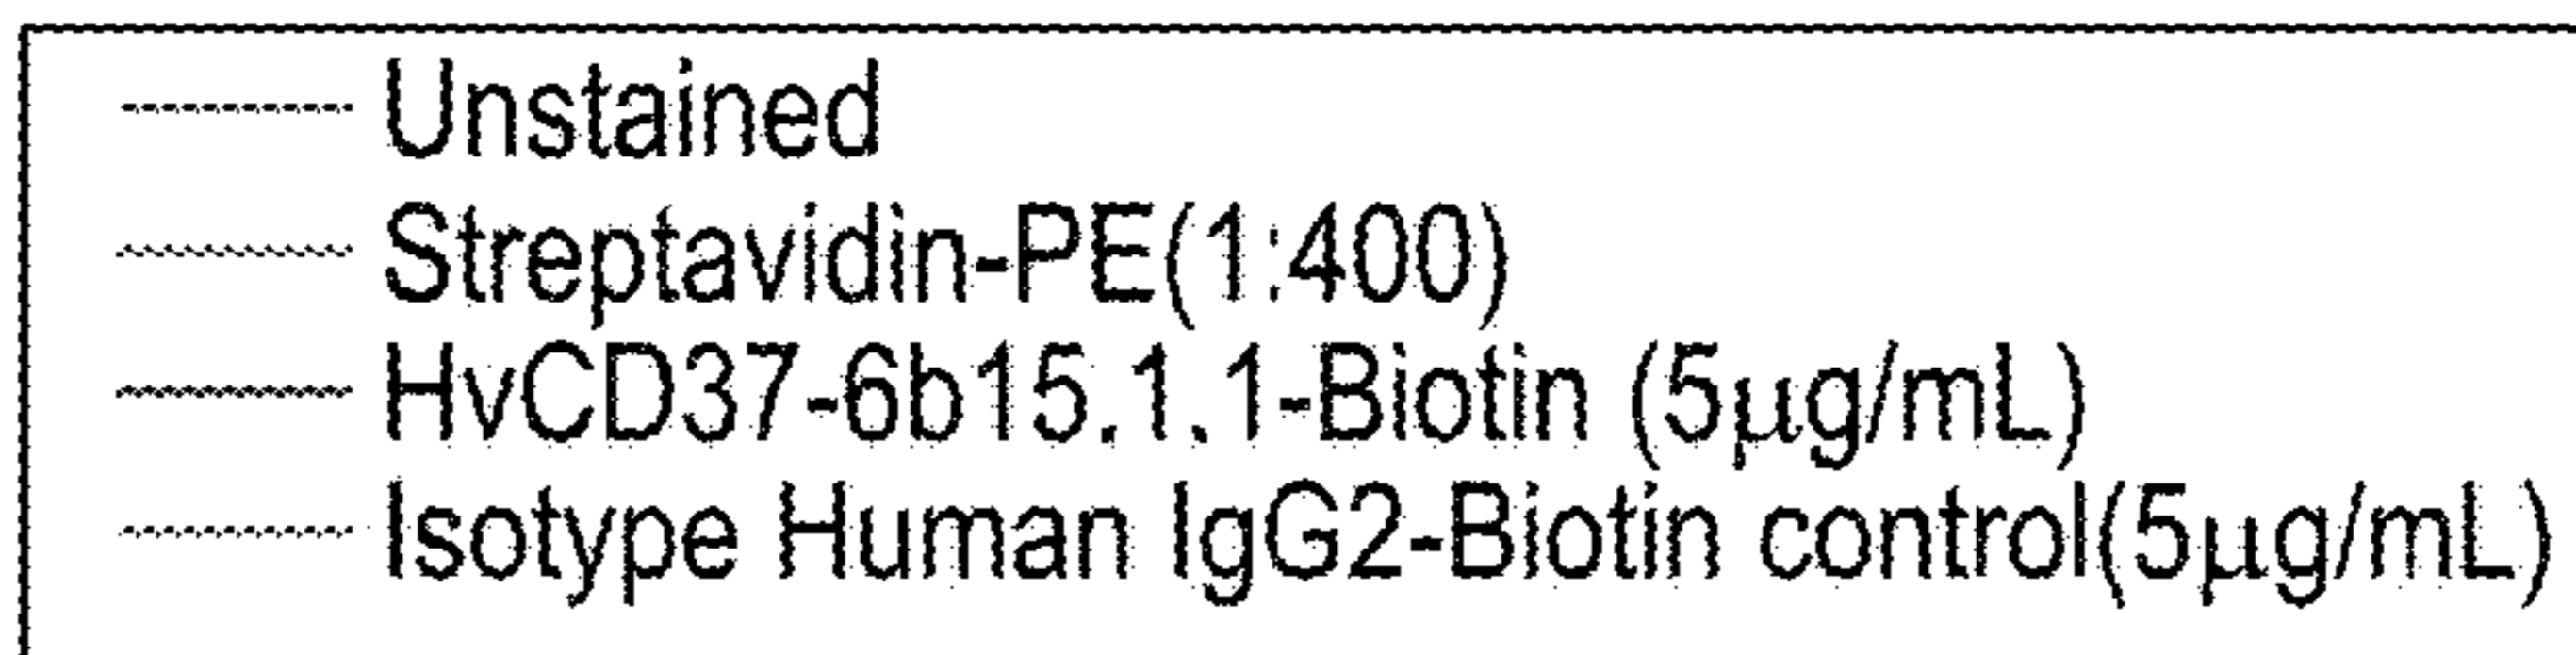 Unstained
Streptavidin-PE(1:400)
HvCD37-6b15.1.1-Biotin (5µg/mL)
Isotype Human IgG2-Biotin control(5µg/mL)